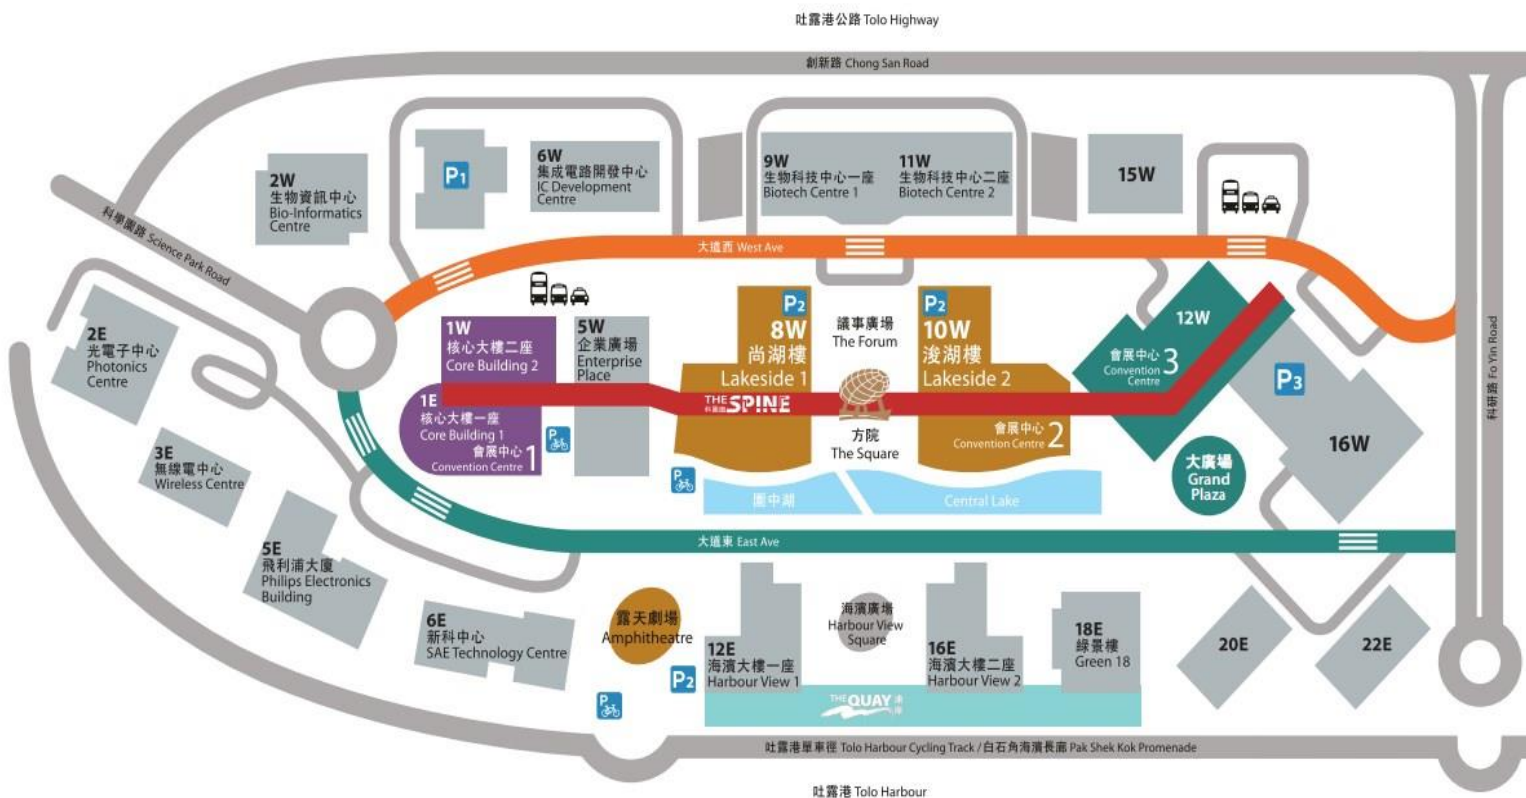 吐露港公路 Tolo Highway
創新路 Chong San Road
科學園路 Science Park Road
2W
生物資訊中心
Bio-Informatics
Centre
P1
6W
集成電路開發中心
IC Development
Centre
9W
生物科技中心一座
Biotech Centre 1
11W
生物科技中心二座
Biotech Centre 2
15W
大道西 West Ave
科研路 Fo Yin Road
2E
光電子中心
Photonics
Centre
1W
核心大樓二座
Core Building 2
5W
企業廣場
Enterprise
Place
P2
8W
尚湖樓
Lakeside 1
議事廣場
The Forum
P2
10W
浚湖樓
Lakeside 2
12W
會展中心 3
Convention
Centre
P3
16W
1E
核心大樓一座
Core Building 1
會展中心 1
Convention Centre
P
THE SPINE
方院
The Square
會展中心 2
Convention Centre
大廣場
Grand
Plaza
3E
無線電中心
Wireless Centre
P
園中湖
Central Lake
大道東 East Ave
5E
飛利浦大廈
Philips Electronics
Building
6E
新科中心
SAE Technology Centre
露天劇場
Amphitheatre
P2
P
12E
海濱大樓一座
Harbour View 1
海濱廣場
Harbour View
Square
16E
海濱大樓二座
Harbour View 2
18E
綠景樓
Green 18
20E
22E
THE QUAY
吐露港單車徑 Tolo Harbour Cycling Track /白石角海濱長廊 Pak Shek Kok Promenade
吐露港 Tolo Harbour